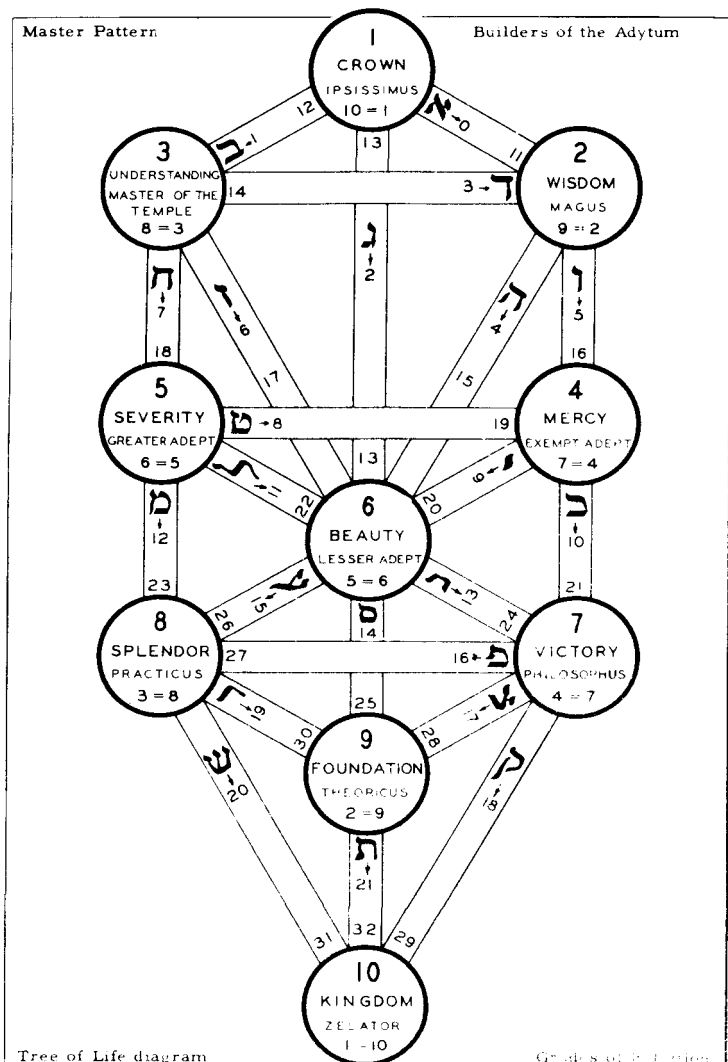 Master Pattern
Builders of the Adytum
1
CROWN
IPSISSIMUS
10 = 1
12
13
11
ב→1
א→0
3
UNDERSTANDING
MASTER OF THE
TEMPLE
8 = 3
2
WISDOM
MAGUS
9 = 2
14
3→ד
ג→2
ח→7
ז→6
ה→4
ו→5
18
17
15
16
5
SEVERITY
GREATER ADEPT
6 = 5
4
MERCY
EXEMPT ADEPT
7 = 4
ט→8
19
13
ל→11
22
20
י→9
6
BEAUTY
LESSER ADEPT
5 = 6
מ→12
כ→10
23
21
26
ע→15
ס
14
נ→13
24
8
SPLENDOR
PRACTICUS
3 = 8
7
VICTORY
PHILOSOPHUS
4 = 7
27
16←פ
ר→19
30
25
28
צ→17
9
FOUNDATION
THEORICUS
2 = 9
ש→20
ק→18
ת→21
31
32
29
10
KINGDOM
ZELATOR
1 - 10
Tree of Life diagram
Grades of